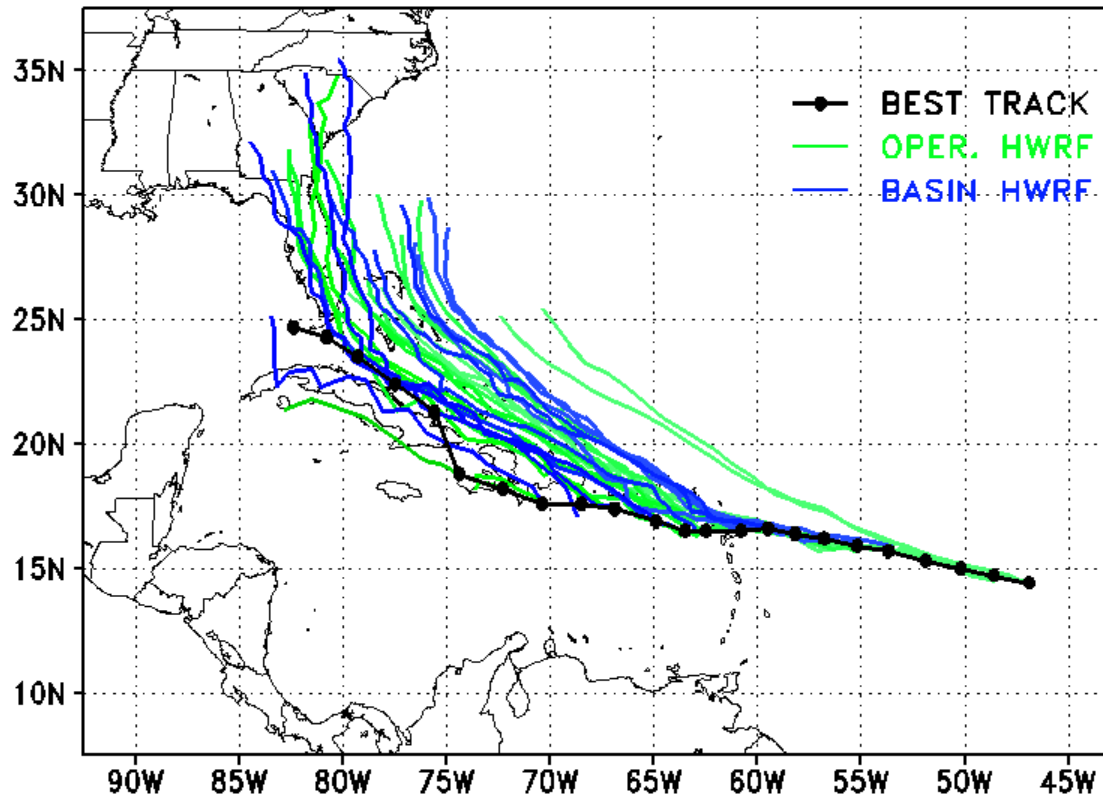 35N
BEST TRACK
OPER. HWRF
30N
BASIN HWRF
25N
20N
15N
10N
90W 85W 80W 75W 70W 65W 60W 55W 50W 45W